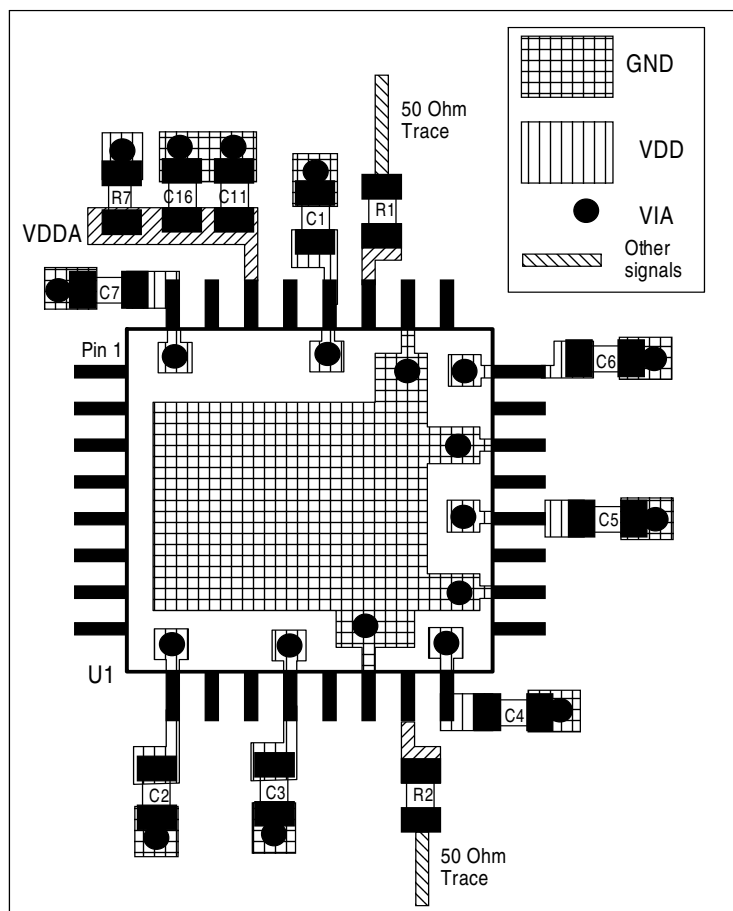 50 Ohm
Trace
GND
VDD
VIA
Other
signals
R7
C16
C11
C1
R1
VDDA
C7
Pin 1
C6
C5
U1
C4
C2
C3
R2
50 Ohm
Trace